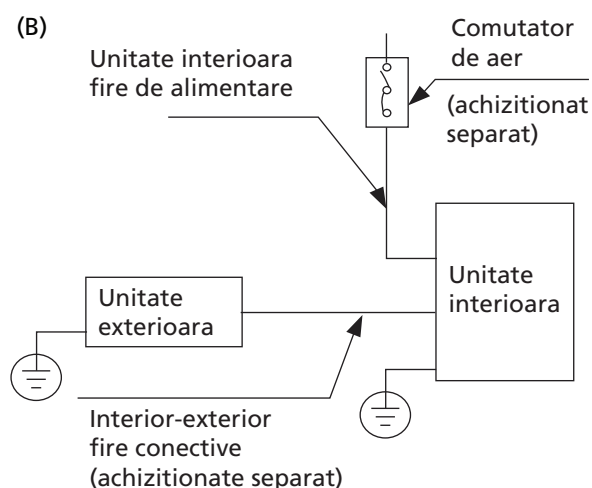 (B)
Unitate interioara
fire de alimentare
Comutator
de aer
(achizitionat
separat)
Unitate
exterioara
Unitate
interioara
Interior-exterior
fire conective
(achizitionate separat)